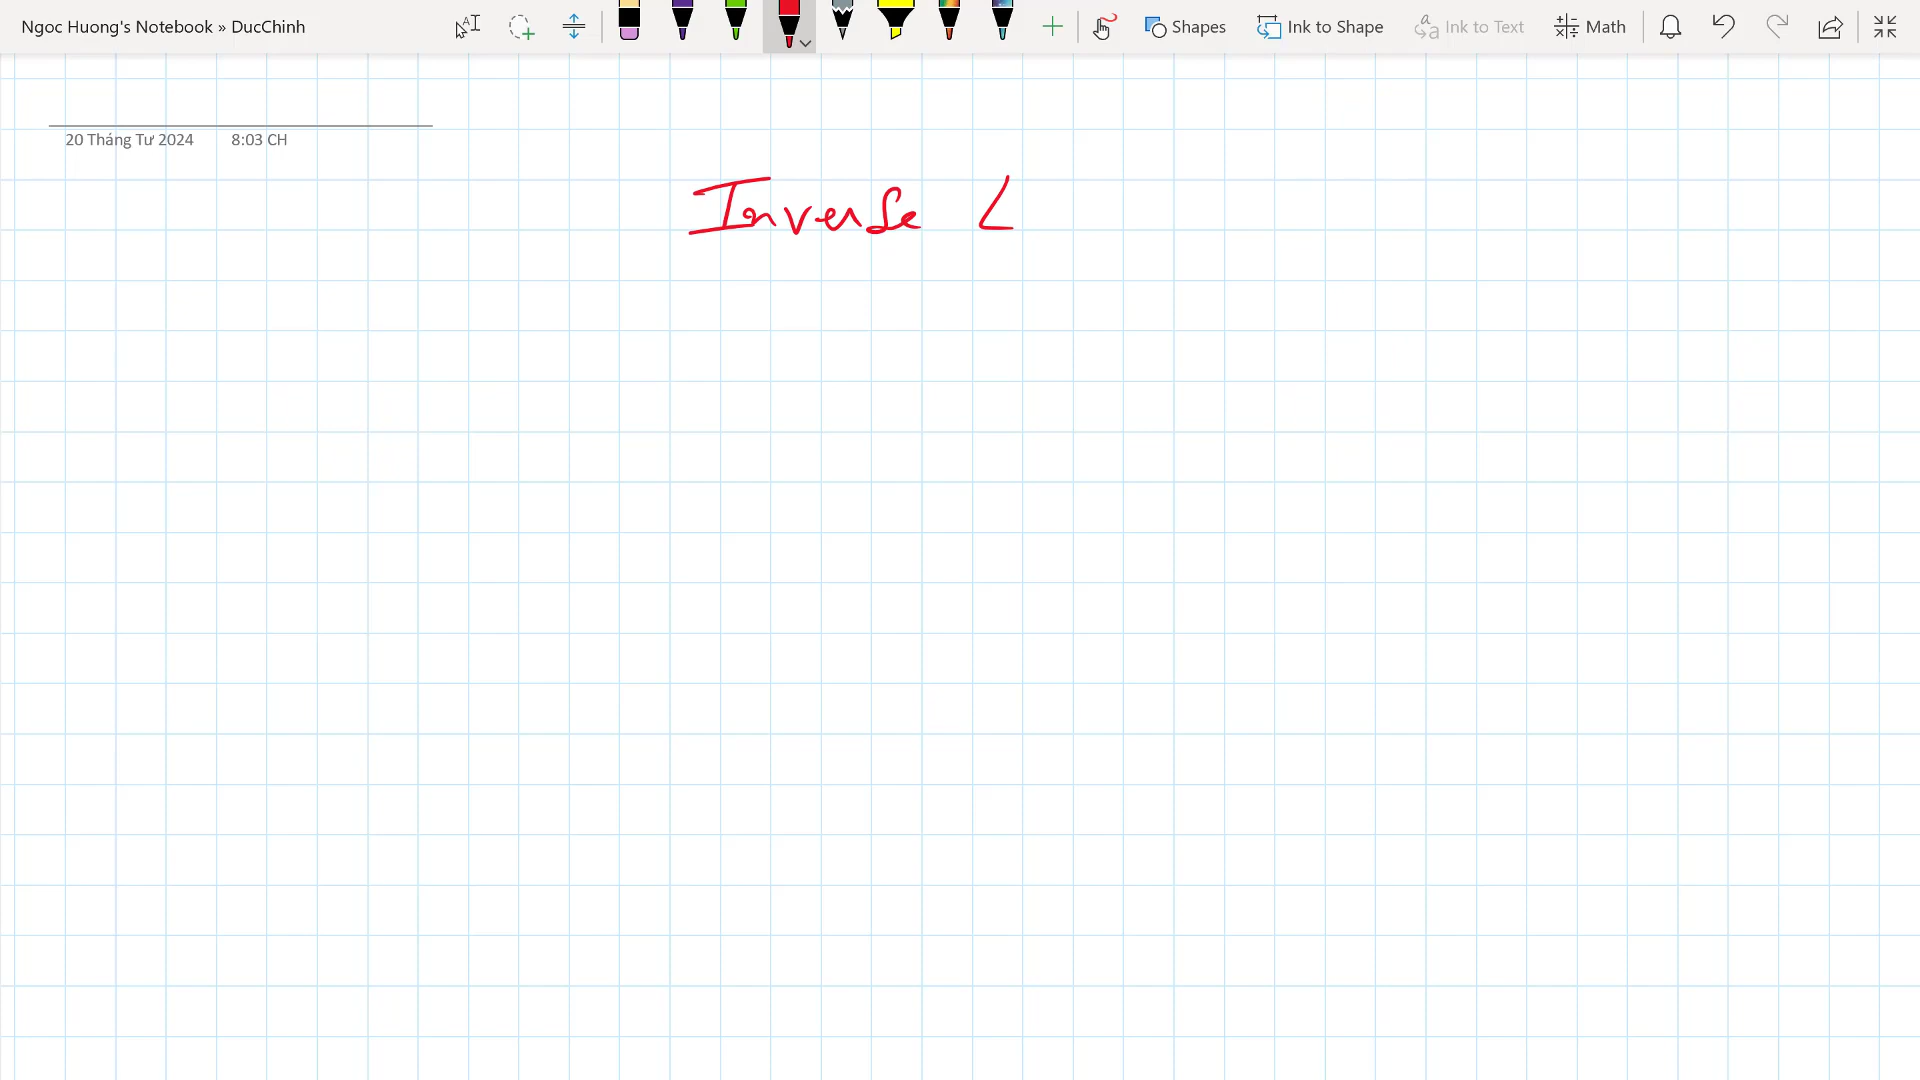 Ngoc Huong's Notebook » DucChinh
Shapes
Ink to Shape
Ink to Text
Math
20 Tháng Tư 2024 8:03 CH
Inverse L